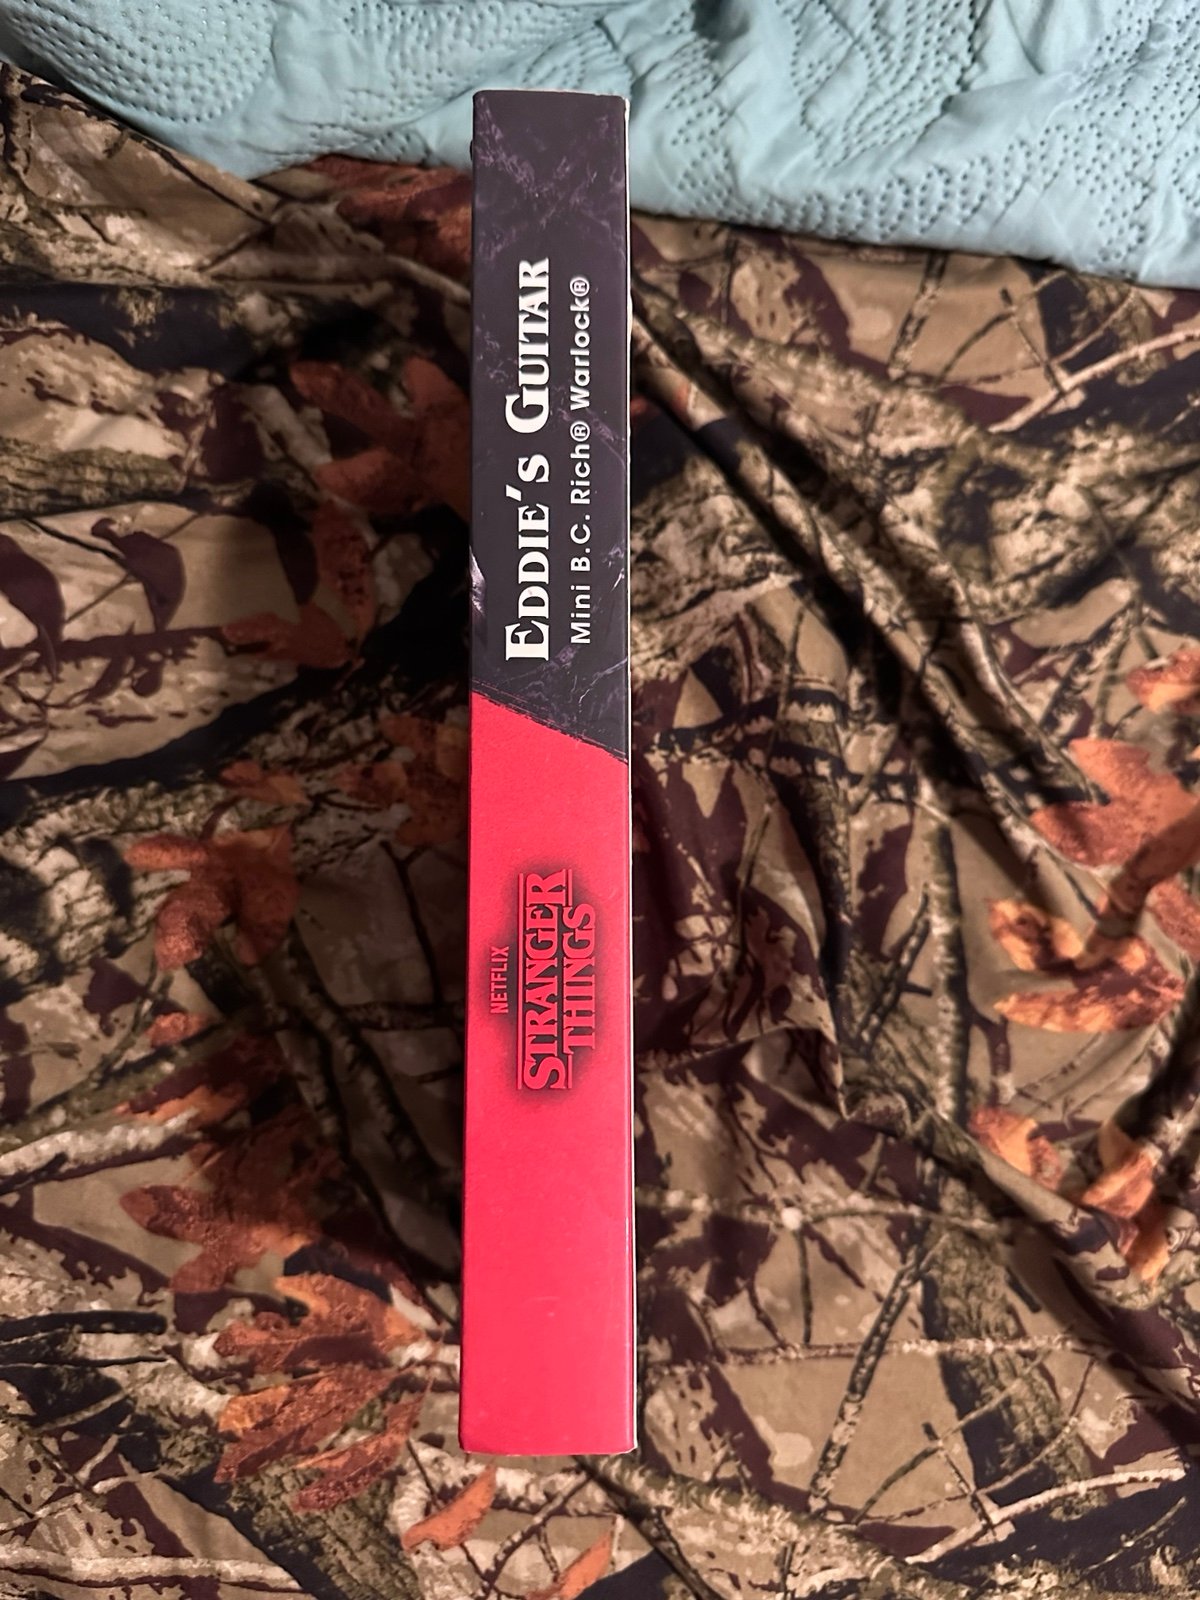 EDDIE'S GUITAR
Mini B.C. Rich® Warlock®
NETFLIX
STRANGER
THINGS